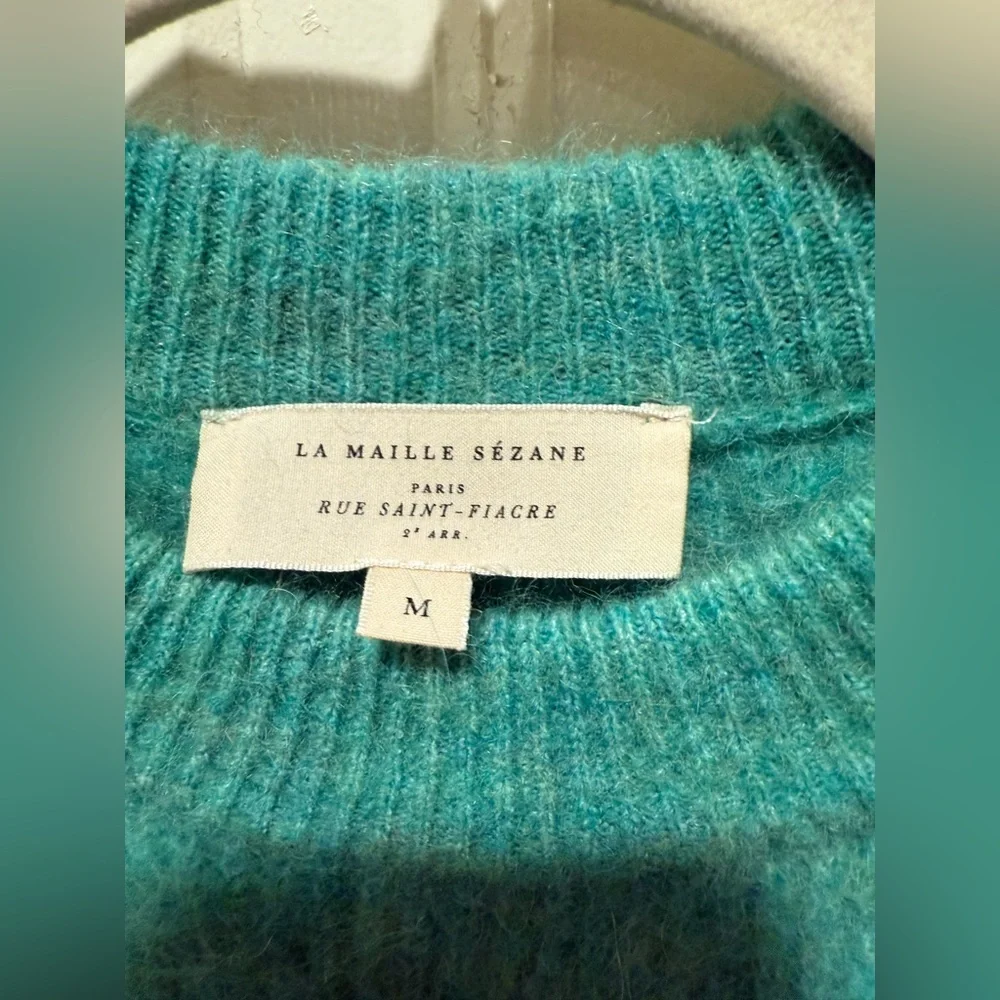 LA MAILLE SÉZANE
PARIS
RUE SAINT-FIACRE
2ᵉ ARR.
M